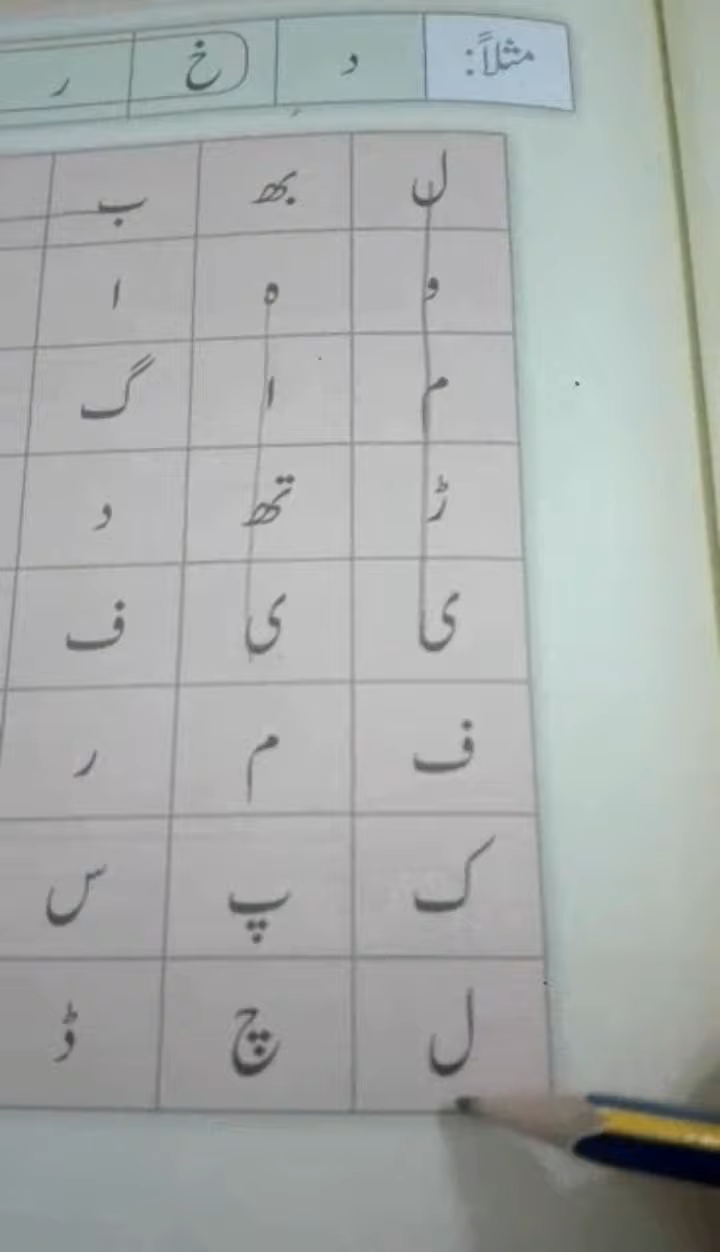 مثلاً: د خ ر
ل بھ ب
و ہ ا
م ا گ
ڑ تھ د
ی ی ف
ف م ر
ک پ س
ل چ ڈ